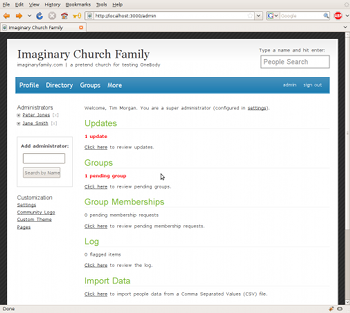 File Edit View History Bookmarks Tools Help
http://localhost:3000/admin
Google
Imaginary Church Family
Imaginary Church Family
imaginaryfamily.com | a pretend church for testing OneBody
Type a name and hit enter:
People Search
Profile Directory Groups More
admin sign out
Administrators
Peter Jones [x]
Jane Smith [x]
Add administrator:
Search by Name
Customization
Settings
Community Logo
Custom Theme
Pages
Welcome, Tim Morgan. You are a super administrator (configured in settings).
Updates
1 update
Click here to review updates.
Groups
1 pending group
Click here to review pending groups.
Group Memberships
0 pending membership requests
Click here to review pending membership requests.
Log
0 flagged items
Click here to review the log.
Import Data
Click here to import people data from a Comma Separated Values (CSV) file.
Done